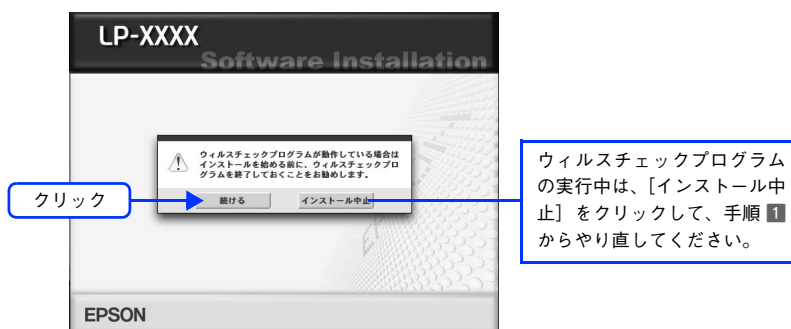 LP-XXXX
Software Installation
ウィルスチェックプログラムが動作している場合は
インストールを始める前に、ウィルスチェックプロ
グラムを終了しておくことをお勧めします。
続ける
インストール中止
クリック
ウィルスチェックプログラム
の実行中は、[インストール中
止] をクリックして、手順 1
からやり直してください。
EPSON